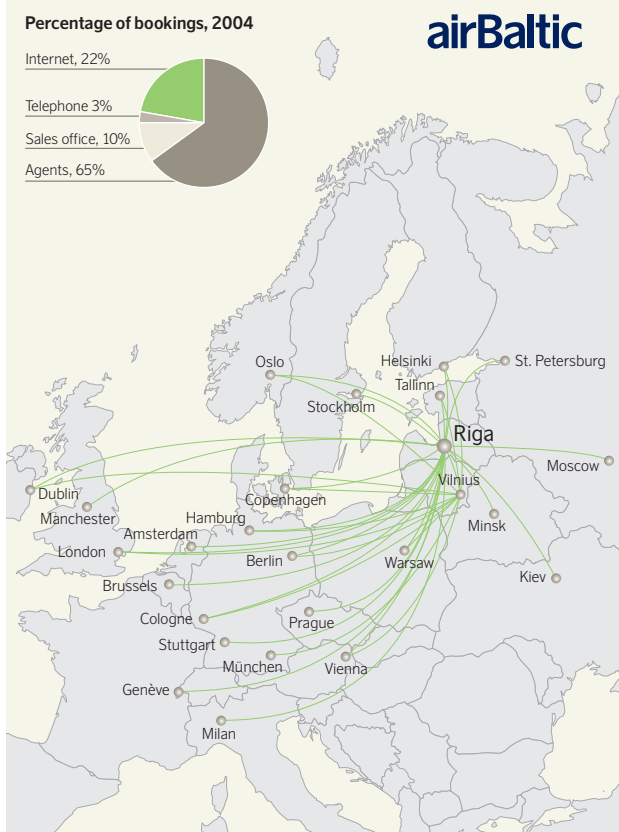 Percentage of bookings, 2004
airBaltic
Internet, 22%
Telephone 3%
Sales office, 10%
Agents, 65%
Oslo
Helsinki
St. Petersburg
Tallinn
Stockholm
Riga
Moscow
Vilnius
Dublin
Copenhagen
Manchester
Hamburg
Minsk
Amsterdam
London
Berlin
Warsaw
Kiev
Brussels
Cologne
Prague
Stuttgart
München
Vienna
Genève
Milan